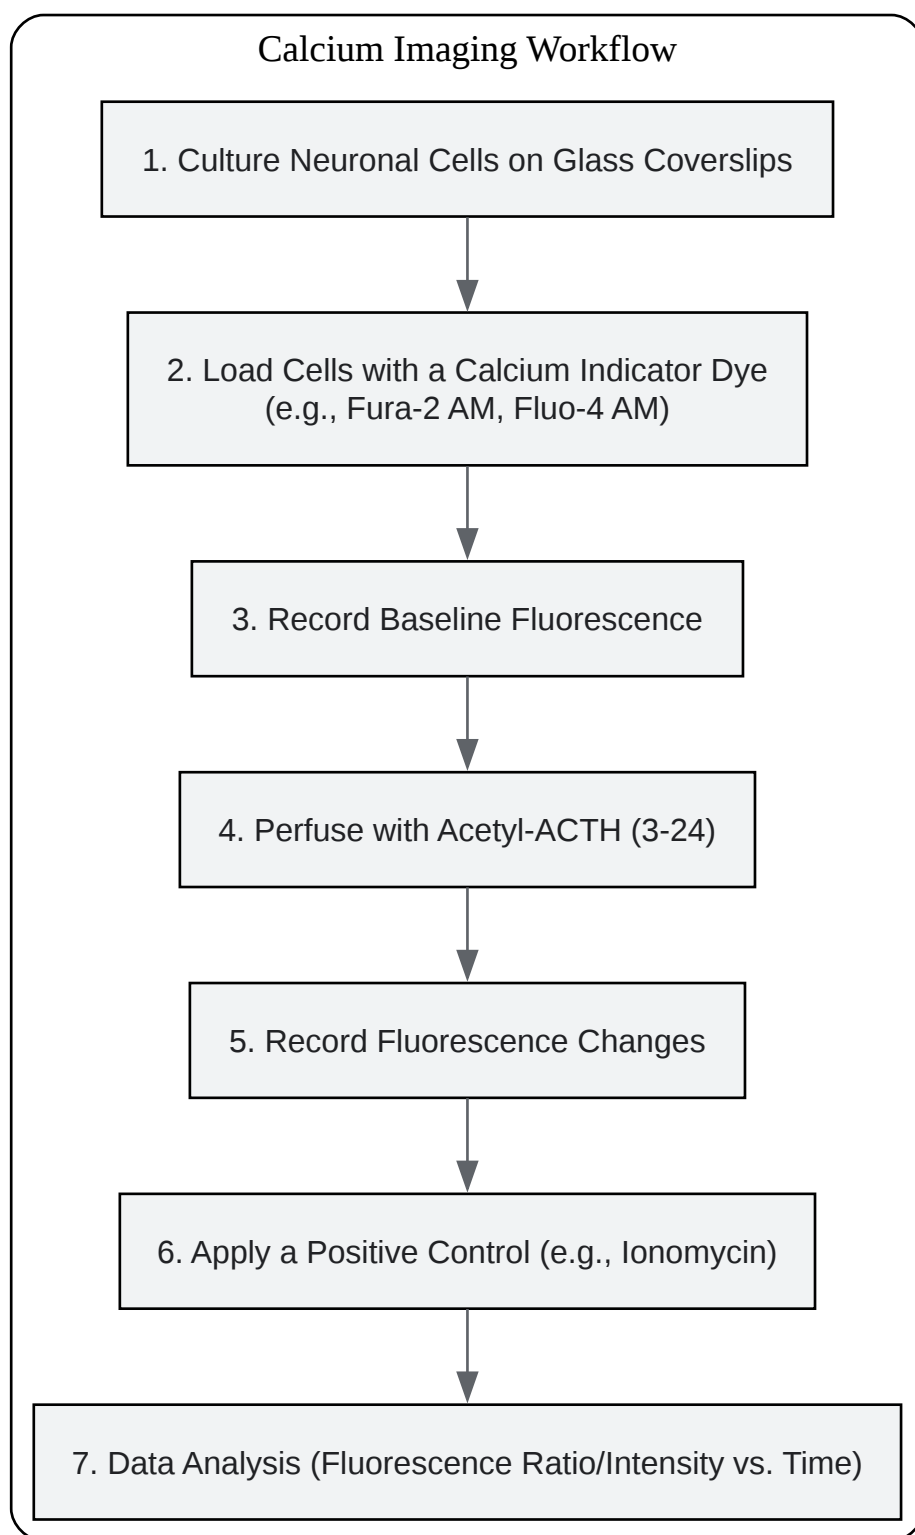 Calcium Imaging Workflow
1. Culture Neuronal Cells on Glass Coverslips
2. Load Cells with a Calcium Indicator Dye
(e.g., Fura-2 AM, Fluo-4 AM)
3. Record Baseline Fluorescence
4. Perfuse with Acetyl-ACTH (3-24)
5. Record Fluorescence Changes
6. Apply a Positive Control (e.g., Ionomycin)
7. Data Analysis (Fluorescence Ratio/Intensity vs. Time)